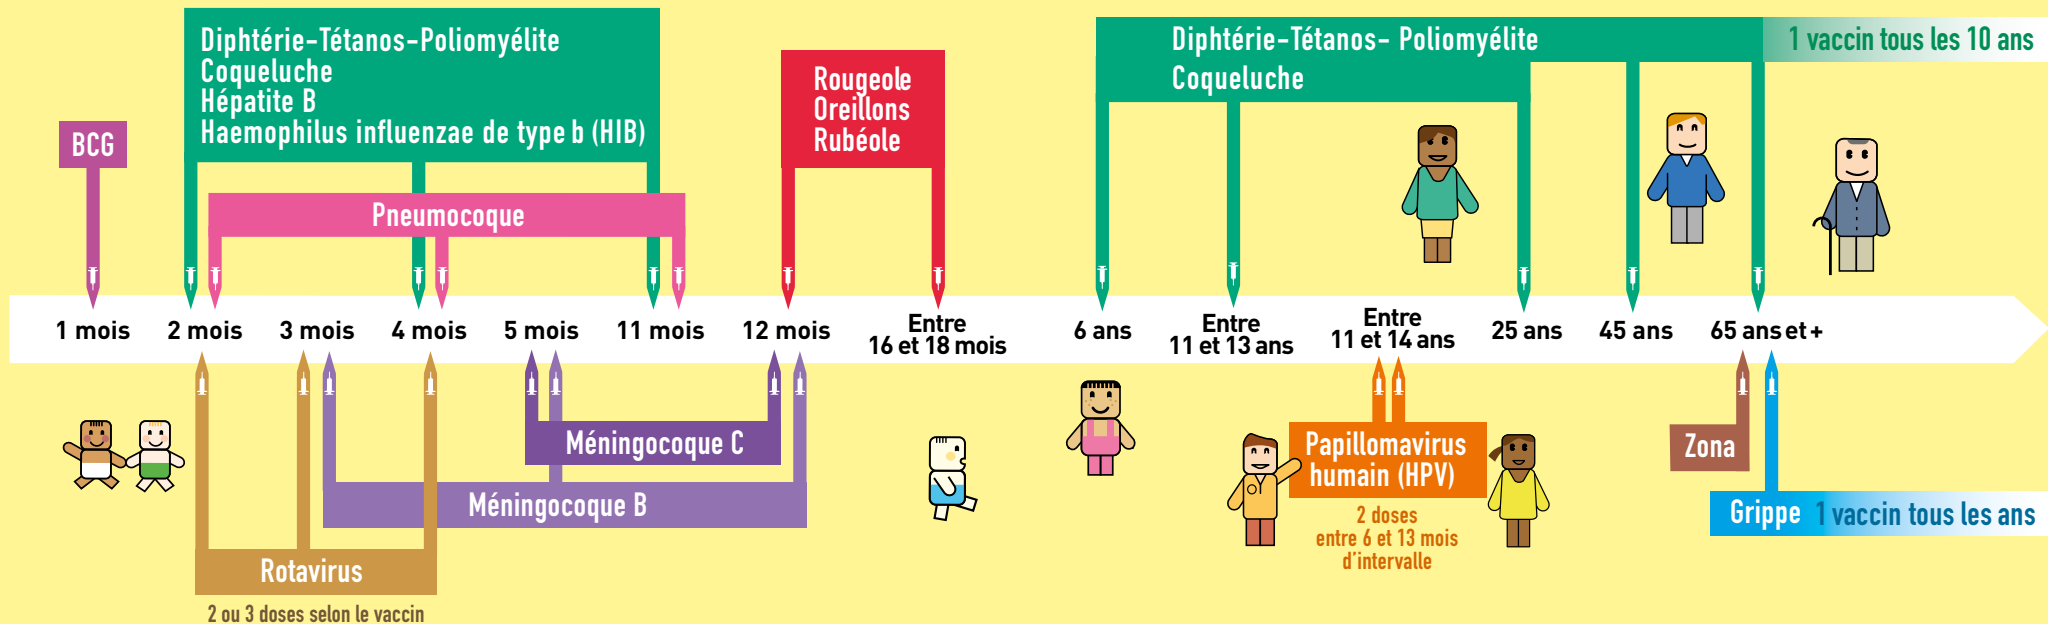 Diphtérie-Tétanos-Poliomyélite
Coqueluche
Hépatite B
Haemophilus influenzae de type b (HIB)
BCG
Pneumocoque
Rougeole
Oreillons
Rubéole
Diphtérie-Tétanos- Poliomyélite
Coqueluche
1 vaccin tous les 10 ans
1 mois
2 mois
3 mois
4 mois
5 mois
11 mois
12 mois
Entre
16 et 18 mois
6 ans
Entre
11 et 13 ans
Entre
11 et 14 ans
25 ans
45 ans
65 ans et +
Méningocoque C
Méningocoque B
Rotavirus
2 ou 3 doses selon le vaccin
Papillomavirus
humain (HPV)
2 doses
entre 6 et 13 mois
d'intervalle
Zona
Grippe 1 vaccin tous les ans